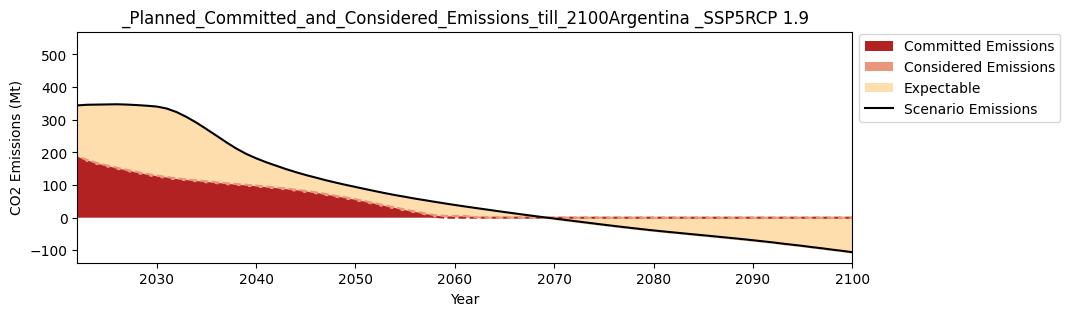 _Planned_Committed_and_Considered_Emissions_till_2100Argentina _SSP5RCP 1.9
Committed Emissions
Considered Emissions
Expectable
Scenario Emissions
CO2 Emissions (Mt)
500
400
300
200
100
0
−100
2030 2040 2050 2060 2070 2080 2090 2100
Year